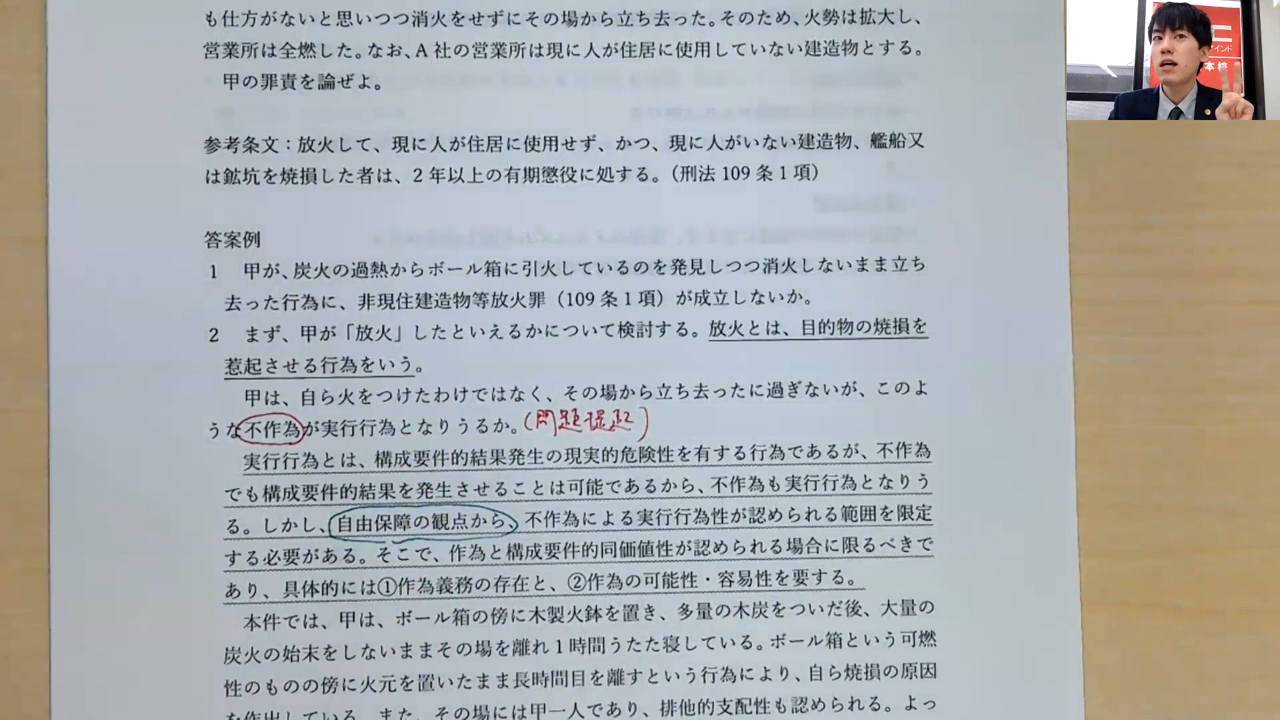 も仕方がないと思いつつ消火をせずにその場から立ち去った。そのため、火勢は拡大し、
営業所は全燃した。なお、A 社の営業所は現に人が住居に使用していない建造物とする。
甲の罪責を論ぜよ。
参考条文：放火して、現に人が住居に使用せず、かつ、現に人がいない建造物、艦船又
は鉱坑を焼損した者は、2 年以上の有期懲役に処する。（刑法 109 条 1 項）
答案例
1 甲が、炭火の過熱からボール箱に引火しているのを発見しつつ消火しないまま立ち
去った行為に、非現住建造物等放火罪（109 条 1 項）が成立しないか。
2 まず、甲が「放火」したといえるかについて検討する。放火とは、目的物の焼損を
惹起させる行為をいう。
甲は、自ら火をつけたわけではなく、その場から立ち去ったに過ぎないが、このよ
うな不作為が実行行為となりうるか。(問題提起)
実行行為とは、構成要件的結果発生の現実的危険性を有する行為であるが、不作為
でも構成要件的結果を発生させることは可能であるから、不作為も実行行為となりう
る。しかし、自由保障の観点から、不作為による実行行為性が認められる範囲を限定
する必要がある。そこで、作為と構成要件的同価値性が認められる場合に限るべきで
あり、具体的には①作為義務の存在と、②作為の可能性・容易性を要する。
本件では、甲は、ボール箱の傍に木製火鉢を置き、多量の木炭をついだ後、大量の
炭火の始末をしないままその場を離れ 1 時間うたた寝している。ボール箱という可燃
性のものの傍に火元を置いたまま長時間目を離すという行為により、自ら焼損の原因
を作出している。また、その場には甲一人であり、排他的支配性も認められる。よっ